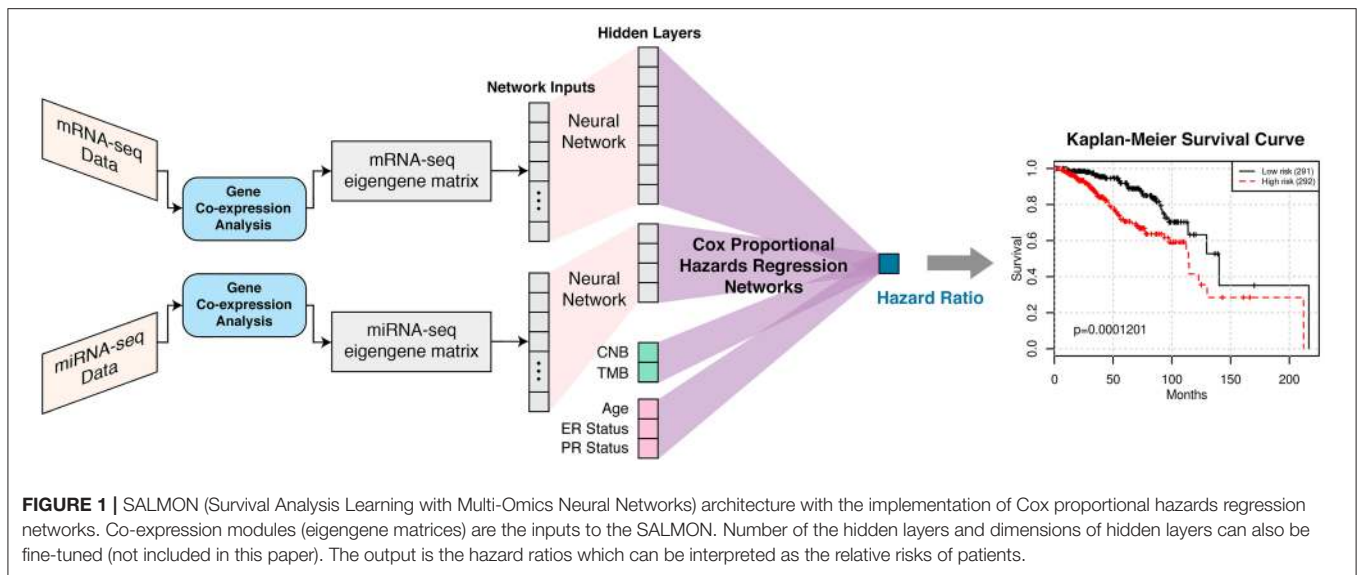 Hidden Layers
Network Inputs
mRNA-seq
Data
Gene
Co-expression
Analysis
mRNA-seq
eigengene matrix
Neural
Network
miRNA-seq
Data
Gene
Co-expression
Analysis
miRNA-seq
eigengene matrix
Neural
Network
CNB
TMB
Age
ER Status
PR Status
Cox Proportional
Hazards Regression
Networks
Hazard Ratio
Kaplan-Meier Survival Curve
Low risk (291)
High risk (292)
Survival
1.0
0.8
0.6
0.4
0.2
0.0
p=0.0001201
0 50 100 150 200
Months
FIGURE 1 | SALMON (Survival Analysis Learning with Multi-Omics Neural Networks) architecture with the implementation of Cox proportional hazards regression
networks. Co-expression modules (eigengene matrices) are the inputs to the SALMON. Number of the hidden layers and dimensions of hidden layers can also be
fine-tuned (not included in this paper). The output is the hazard ratios which can be interpreted as the relative risks of patients.